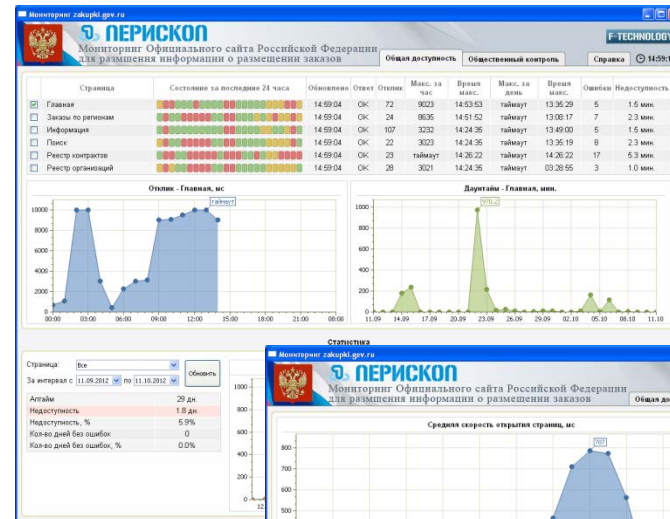 Мониторинг zakupki.gov.ru
ПЕРИСКОП
Мониторинг Официального сайта Российской Федерации
для размщения информации о размещении заказов
F-TECHNOLOGY
Общая доступность Общественный контроль Справка 14:59:1
Страница Состояние за последние 24 часа Обновлено Ответ Отклик Макс. за час Время макс. Макс. за день Время макс. Ошибки Недоступность
Главная 14:59:04 OK 72 9023 14:53:53 таймаут 13:35:29 5 1.5 мин.
Заказы по регионам 14:59:04 OK 24 8635 14:51:52 таймаут 13:08:17 7 2.3 мин.
Информация 14:59:04 OK 107 3232 14:24:35 таймаут 13:49:00 5 1.5 мин.
Поиск 14:59:04 OK 22 3023 14:24:35 таймаут 13:35:19 8 2.3 мин.
Реестр контрактов 14:59:04 OK 23 таймаут 14:26:22 таймаут 14:26:22 17 5.3 мин.
Реестр организаций 14:59:04 OK 28 3021 14:24:35 таймаут 03:28:55 3 1.0 мин.
Отклик - Главная, мс Даунтайм - Главная, мин.
таймаут
976.2
10000
8000
6000
4000
2000
0
00:00 03:00 06:00 09:00 12:00 15:00 18:00 21:00 00:00
1000
800
600
400
200
0
11.09 14.09 17.09 20.09 23.09 26.09 29.09 02.10 05.10 08.10 11.10
Статистика
Страница: Все
За интервал с 11.09.2012 по 11.10.2012 Обновить
Аптайм 29 дн.
Недоступность 1.8 дн.
Недоступность, % 5.9%
Кол-во дней без ошибок 0
Кол-во дней без ошибок, % 0.0%
1000
800
600
400
200
0
12.
Мониторинг zakupki.gov.ru
ПЕРИСКОП
Мониторинг Официального сайта Российской Федерации
для размщения информации о размещении заказов
Общая до
Средняя скорость открытия страниц, мс
787
800
700
600
500